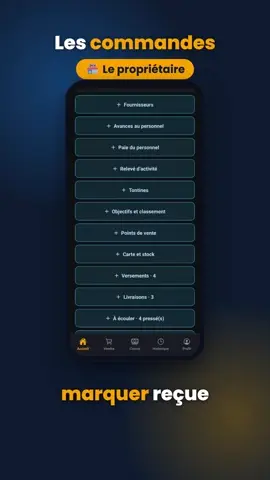 Les commandes
Le propriétaire
+ Fournisseurs
+ Avances au personnel
+ Paie du personnel
+ Relevé d'activité
+ Tontines
+ Objectifs et classement
+ Points de vente
+ Carte et stock
+ Versements · 4
+ Livraisons · 3
+ À écouler · 4 pressé(s)
Accueil
Vendre
Historique
Profil
marquer reçue